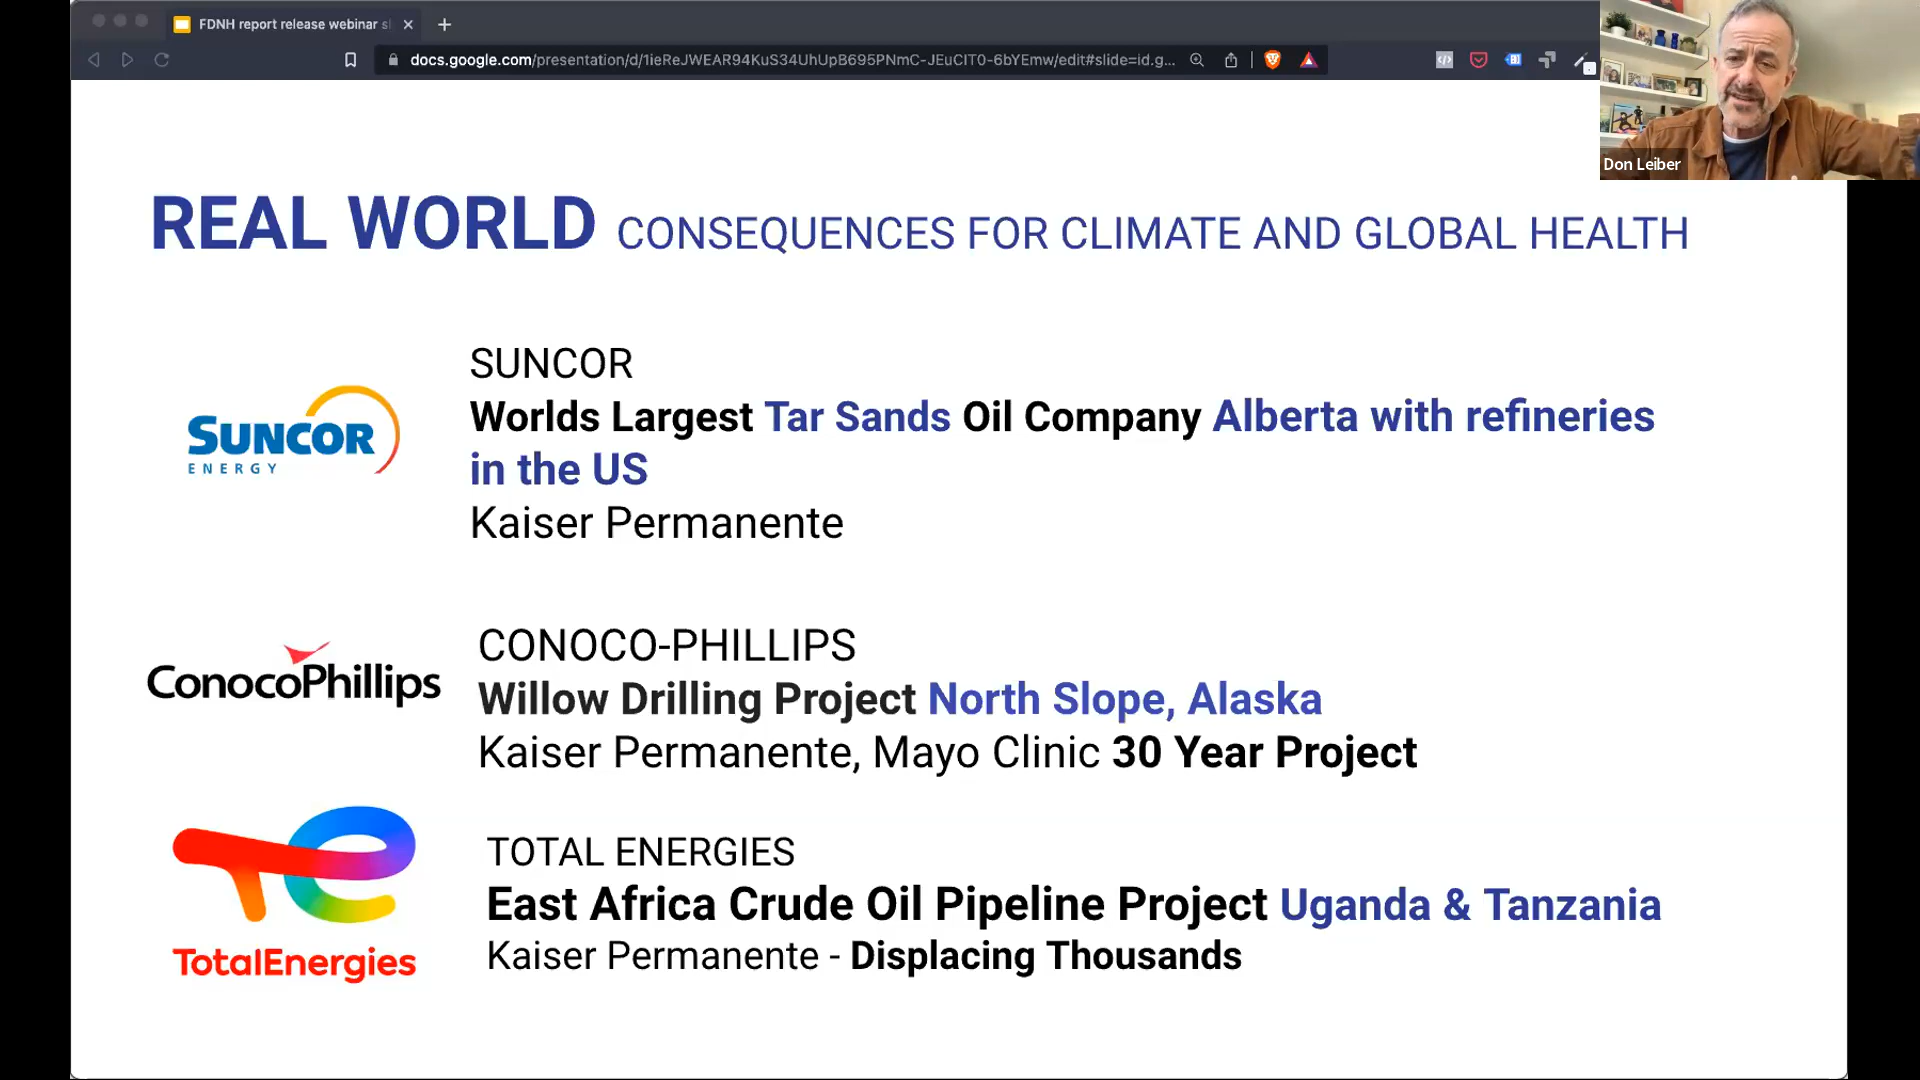 FDNH report release webinar s
docs.google.com/presentation/d/1ieReJWEAR94KuS34UhUpB695PNmC-JEuCIT0-6bYEmw/edit#slide=id.g...
Don Leiber
REAL WORLD CONSEQUENCES FOR CLIMATE AND GLOBAL HEALTH
SUNCOR
ENERGY
SUNCOR
Worlds Largest Tar Sands Oil Company Alberta with refineries
in the US
Kaiser Permanente
ConocoPhillips
CONOCO-PHILLIPS
Willow Drilling Project North Slope, Alaska
Kaiser Permanente, Mayo Clinic 30 Year Project
TotalEnergies
TOTAL ENERGIES
East Africa Crude Oil Pipeline Project Uganda & Tanzania
Kaiser Permanente - Displacing Thousands